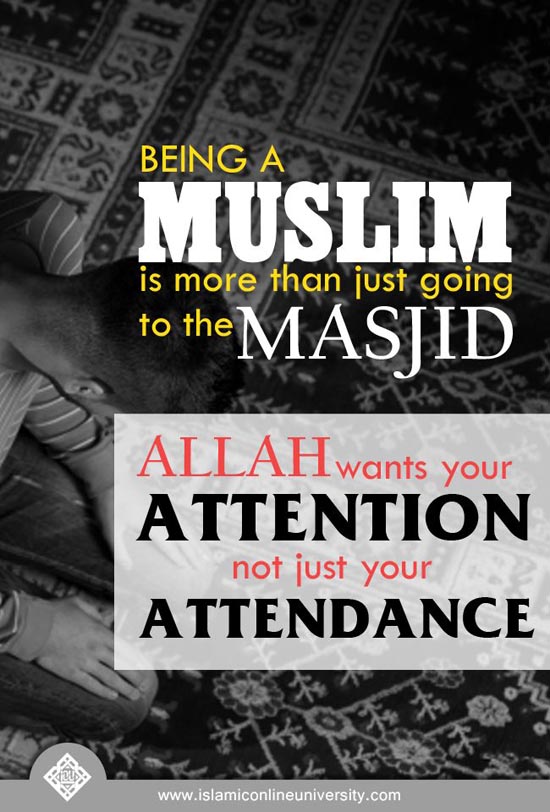 BEING A
MUSLIM
is more than just going
to the MASJID
ALLAH wants your
ATTENTION
not just your
ATTENDANCE
www.islamiconlineuniversity.com